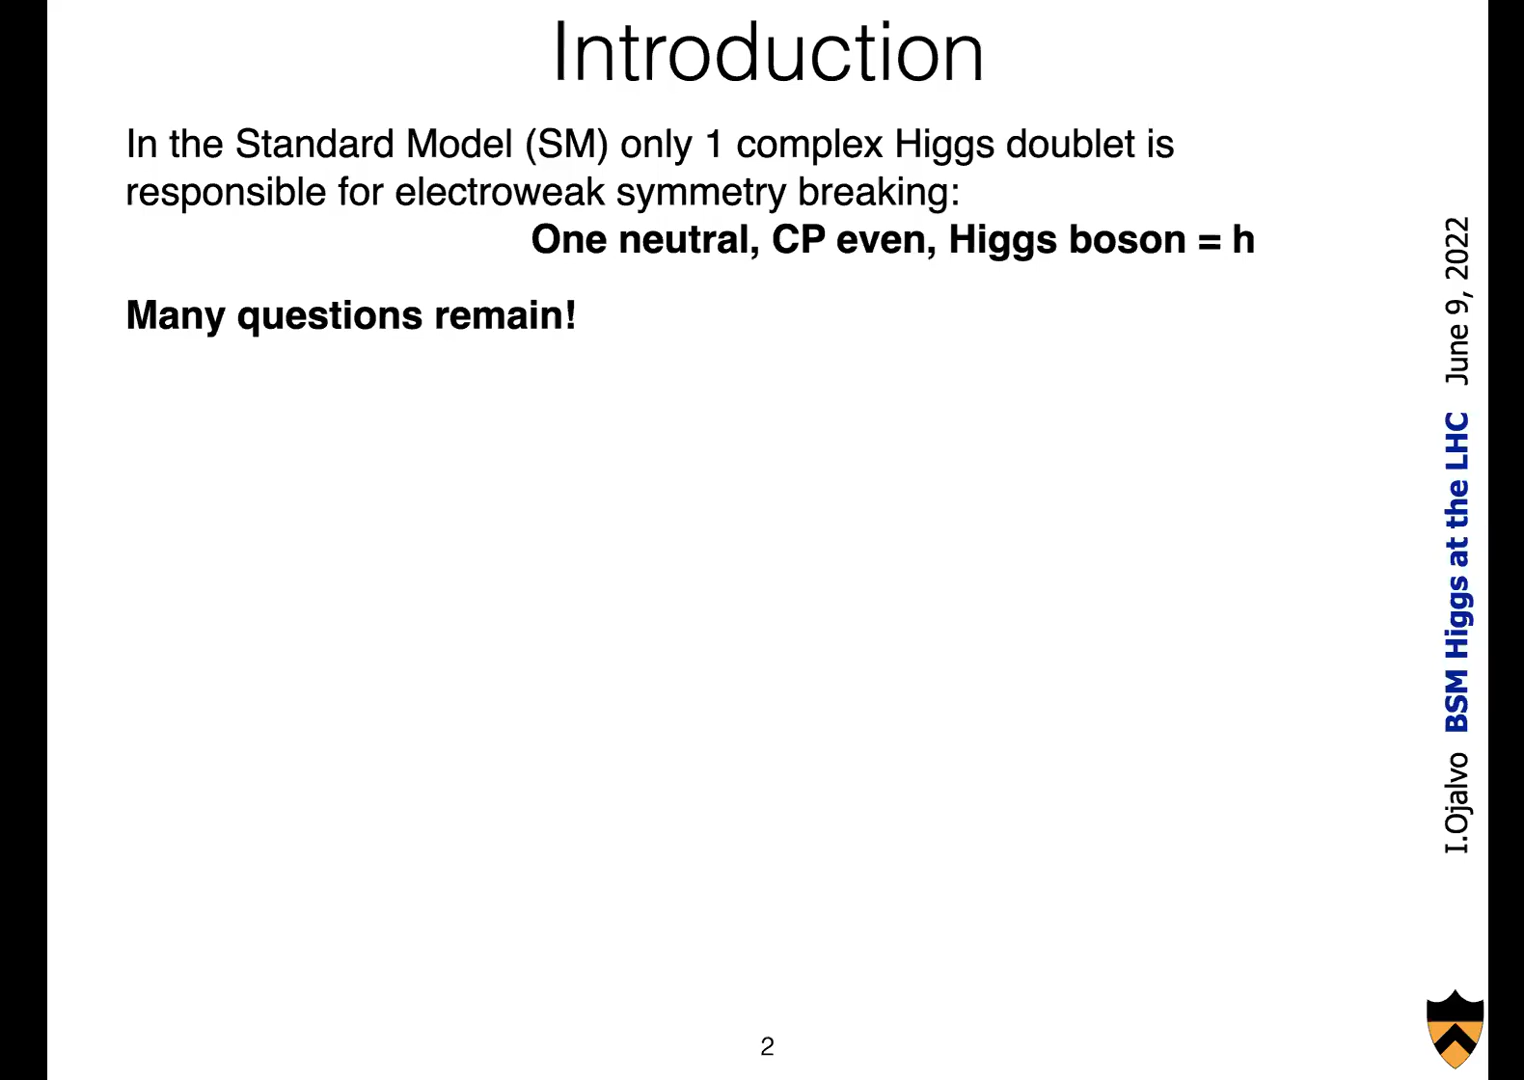 Introduction
In the Standard Model (SM) only 1 complex Higgs doublet is
responsible for electroweak symmetry breaking:
One neutral, CP even, Higgs boson = h
Many questions remain!
I.Ojalvo BSM Higgs at the LHC June 9, 2022
2